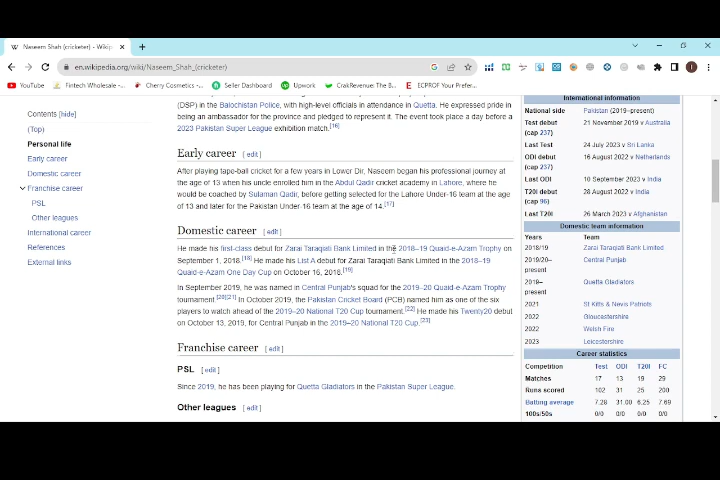 Naseem Shah (cricketer) - Wikip
en.wikipedia.org/wiki/Naseem_Shah_(cricketer)
YouTube
Fintech Wholesale -...
Cherry Cosmetics -...
Seller Dashboard
Upwork
CrakRevenue: The B...
ECPROF Your Prefer...
Contents [hide]
(Top)
Personal life
Early career
Domestic career
Franchise career
PSL
Other leagues
International career
References
External links
(DSP) in the Balochistan Police, with high-level officials in attendance in Quetta. He expressed pride in
being an ambassador for the province and pledged to represent it. The event took place a day before a
2023 Pakistan Super League exhibition match.[16]
Early career [ edit ]
After playing tape-ball cricket for a few years in Lower Dir, Naseem began his professional journey at
the age of 13 when his uncle enrolled him in the Abdul Qadir cricket academy in Lahore, where he
would be coached by Sulaman Qadir, before getting selected for the Lahore Under-16 team at the age
of 13 and later for the Pakistan Under-16 team at the age of 14.[17]
Domestic career [ edit ]
He made his first-class debut for Zarai Taraqiati Bank Limited in the 2018–19 Quaid-e-Azam Trophy on
September 1, 2018.[18] He made his List A debut for Zarai Taraqiati Bank Limited in the 2018–19
Quaid-e-Azam One Day Cup on October 16, 2018.[19]
In September 2019, he was named in Central Punjab's squad for the 2019–20 Quaid-e-Azam Trophy
tournament.[20][21] In October 2019, the Pakistan Cricket Board (PCB) named him as one of the six
players to watch ahead of the 2019–20 National T20 Cup tournament.[22] He made his Twenty20 debut
on October 13, 2019, for Central Punjab in the 2019–20 National T20 Cup.[23]
Franchise career [ edit ]
PSL [ edit ]
Since 2019, he has been playing for Quetta Gladiators in the Pakistan Super League.
Other leagues [ edit ]
International information
National side Pakistan (2019–present)
Test debut 21 November 2019 v Australia
(cap 237)
Last Test 24 July 2023 v Sri Lanka
ODI debut 16 August 2022 v Netherlands
(cap 237)
Last ODI 10 September 2023 v India
T20I debut 28 August 2022 v India
(cap 96)
Last T20I 26 March 2023 v Afghanistan
Domestic team information
Years Team
2018/19 Zarai Taraqiati Bank Limited
2019/20– Central Punjab
present
2019– Quetta Gladiators
present
2021 St Kitts & Nevis Patriots
2022 Gloucestershire
2022 Welsh Fire
2023 Leicestershire
Career statistics
Competition Test ODI T20I FC
Matches 17 13 19 29
Runs scored 102 31 25 200
Batting average 7.28 31.00 6.25 7.69
100s/50s 0/0 0/0 0/0 0/0